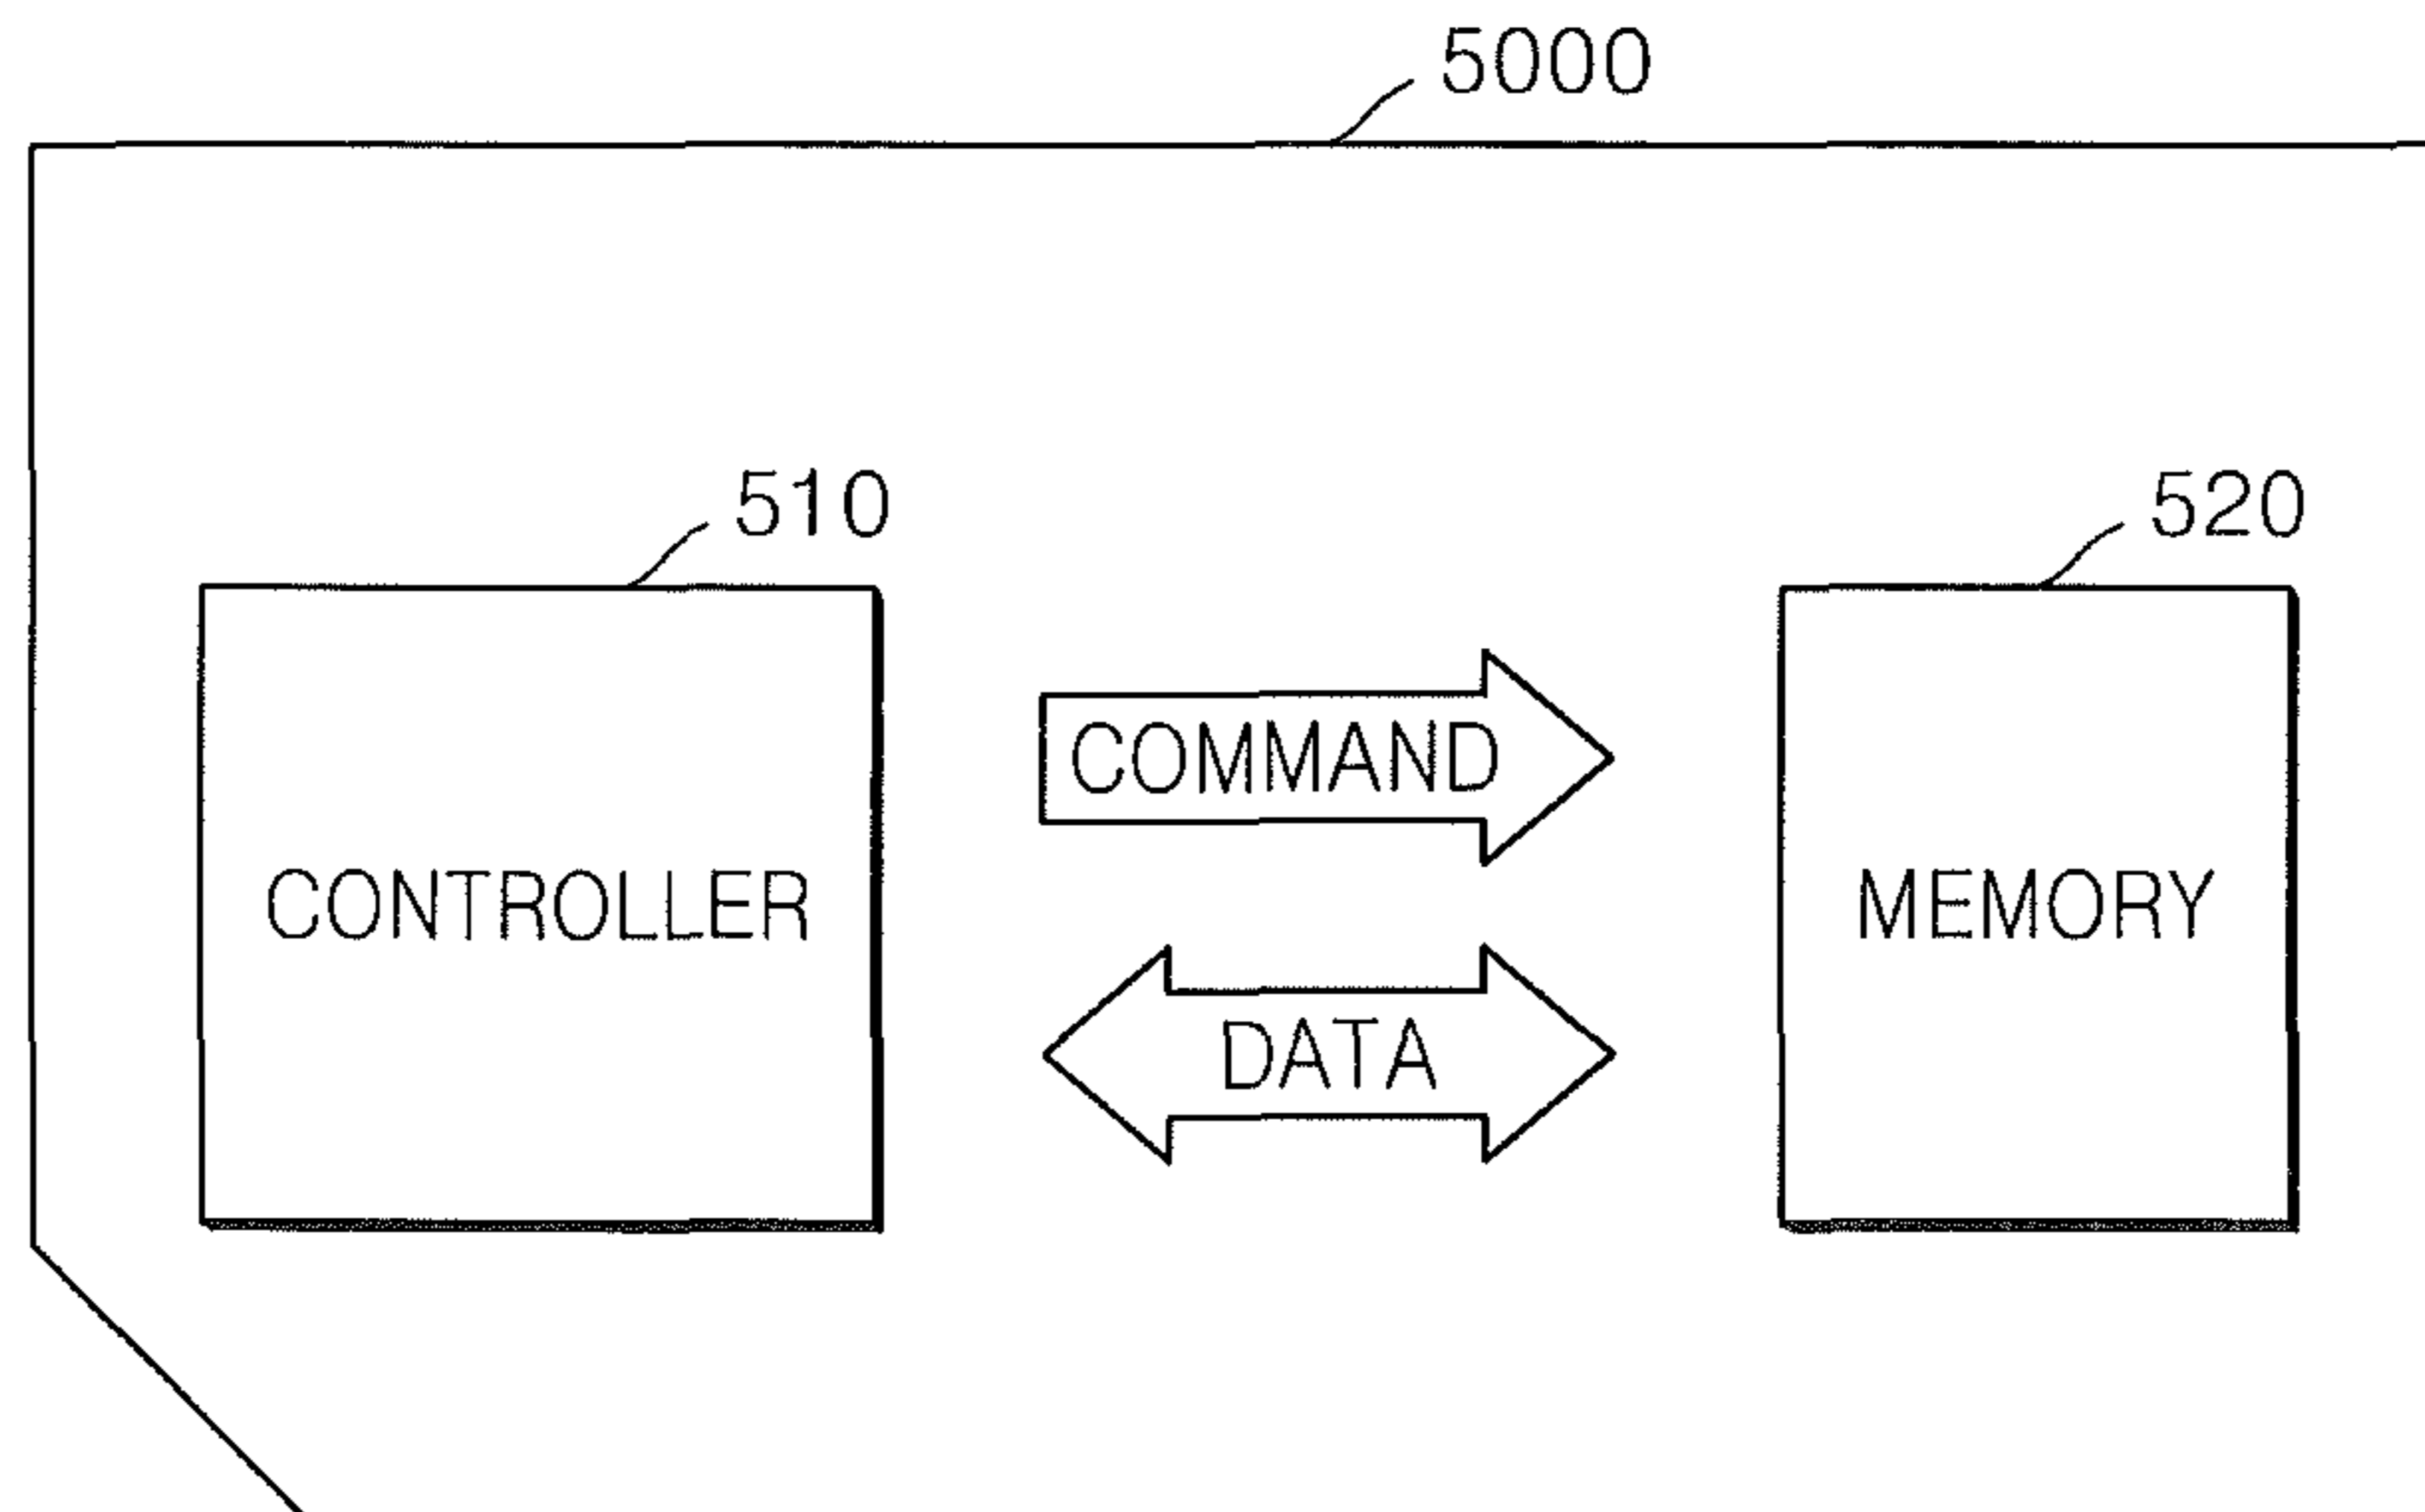 5000
510
520
COMMAND
CONTROLLER
MEMORY
DATA